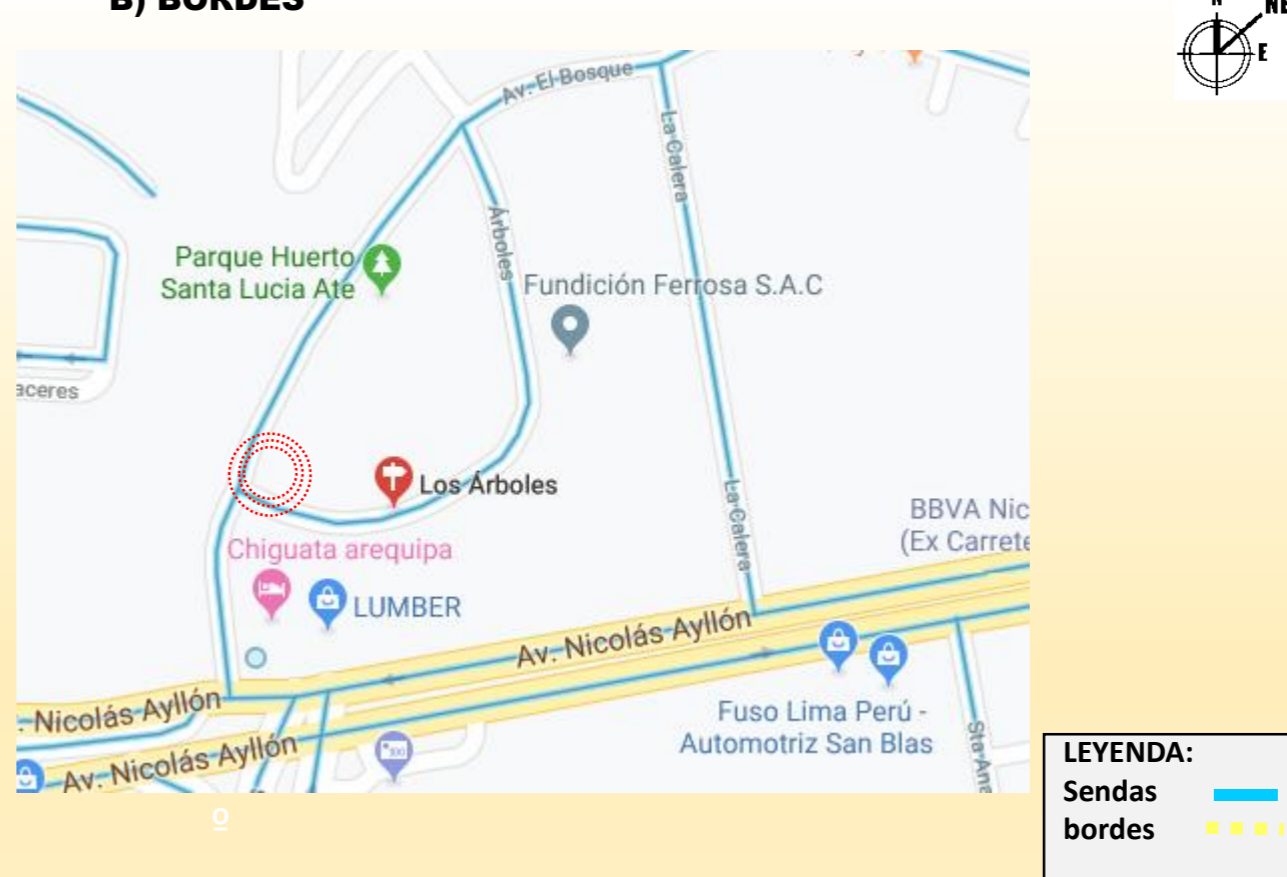 B) BORDES
N
NE
E
Av. El Bosque
La Calera
Árboles
Parque Huerto
Santa Lucia Ate
Fundición Ferrosa S.A.C
aceres
Los Árboles
La Calera
BBVA Nic
(Ex Carrete
Chiguata arequipa
LUMBER
Av. Nicolás Ayllón
. Nicolás Ayllón
Av. Nicolás Ayllón
Fuso Lima Perú -
Automotriz San Blas
Sta Ana
º
LEYENDA:
Sendas
bordes